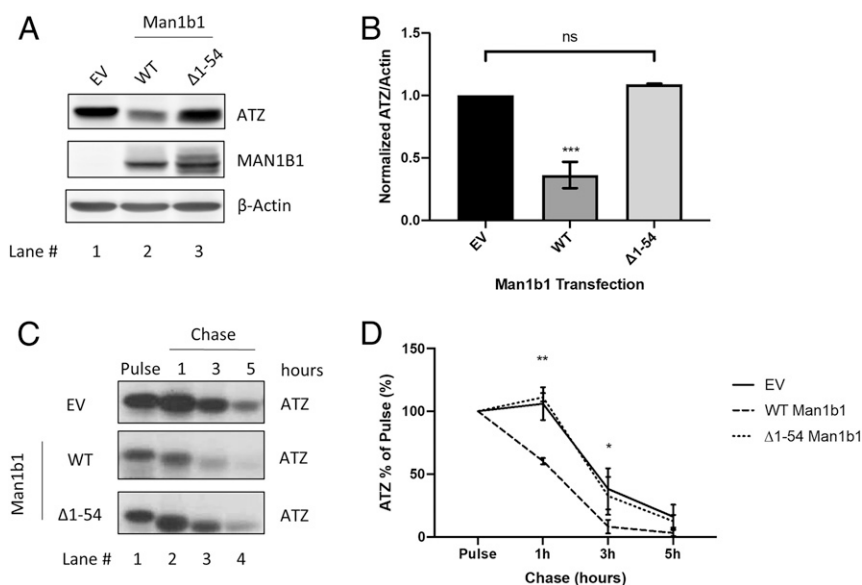 A
Man1b1
EV WT Δ1-54
ATZ
MAN1B1
β-Actin
Lane # 1 2 3
B
ns
Normalized ATZ/Actin
1.5
1.0
0.5
0.0
***
EV WT Δ1-54
Man1b1 Transfection
C
Chase
Pulse 1 3 5 hours
EV ATZ
Man1b1
WT ATZ
Δ1-54 ATZ
Lane # 1 2 3 4
D
ATZ % of Pulse (%)
150
100
50
0
**
*
Pulse 1h 3h 5h
Chase (hours)
EV
WT Man1b1
Δ1-54 Man1b1